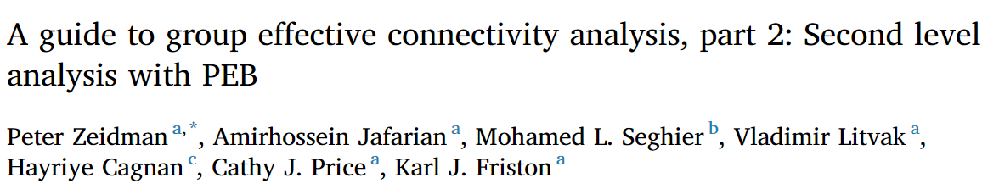 A guide to group effective connectivity analysis, part 2: Second level
analysis with PEB
Peter Zeidman a,*, Amirhossein Jafarian a, Mohamed L. Seghier b, Vladimir Litvak a,
Hayriye Cagnan c, Cathy J. Price a, Karl J. Friston a